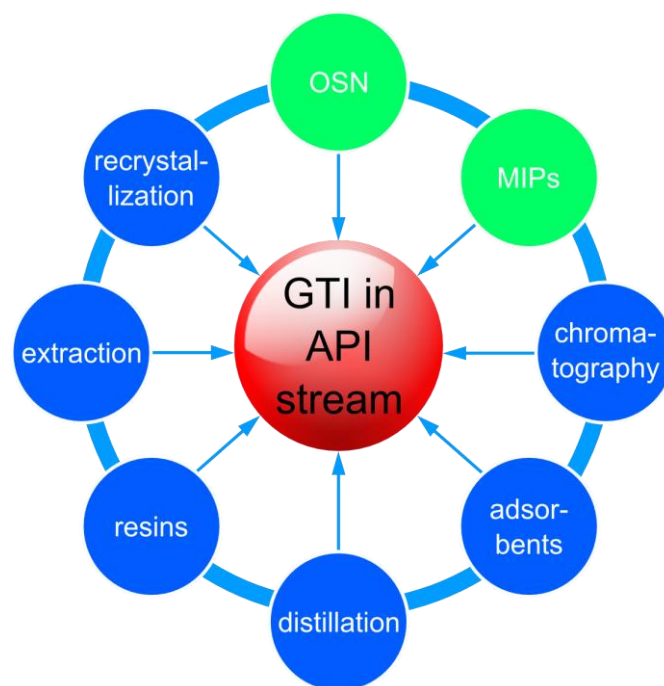 OSN
MIPs
chroma-
tography
adsor-
bents
distillation
resins
extraction
recrystal-
lization
GTI in
API
stream